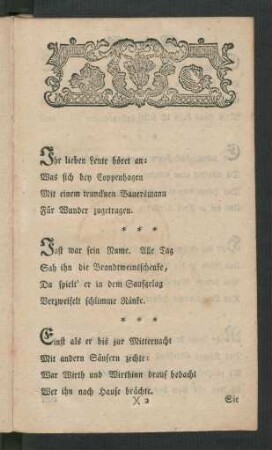 Ihr lieben Leute höret an:
Was sich bey Coppenhagen
Mit einem trunknen Bauersmann
Für Wunder zugetragen.
* * *
Jost war sein Name. Alle Tag
Sah ihn die Brandtweinschenke,
Da spielt' er in dem Saufgelag
Verzweifelt schlimme Ränke.
* * *
Einst als er bis zur Mitternacht
Mit andern Säufern zechte:
War Wirth und Wirthinn drauf bedacht
Wer ihn nach Hause brächte.
X 2 Sie